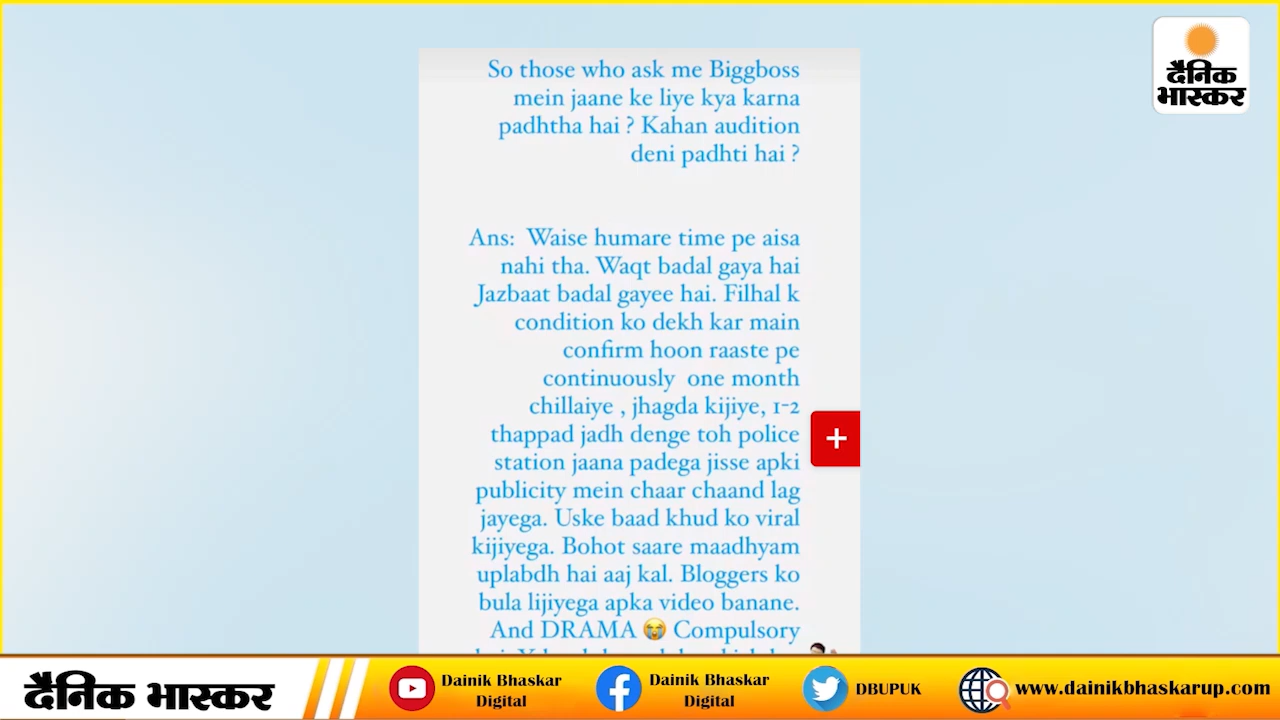 दैनिक
भास्कर
So those who ask me Biggboss
mein jaane ke liye kya karna
padhtha hai ? Kahan audition
deni padhti hai ?
Ans: Waise humare time pe aisa
nahi tha. Waqt badal gaya hai
Jazbaat badal gayee hai. Filhal k
condition ko dekh kar main
confirm hoon raaste pe
continuously one month
chillaiye , jhagda kijiye, 1-2
thappad jadh denge toh police
station jaana padega jisse apki
publicity mein chaar chaand lag
jayega. Uske baad khud ko viral
kijiyega. Bohot saare maadhyam
uplabdh hai aaj kal. Bloggers ko
bula lijiyega apka video banane.
And DRAMA 😭 Compulsory
दैनिक भास्कर
Dainik Bhaskar
Digital
Dainik Bhaskar
Digital
DBUPUK
www.dainikbhaskarup.com